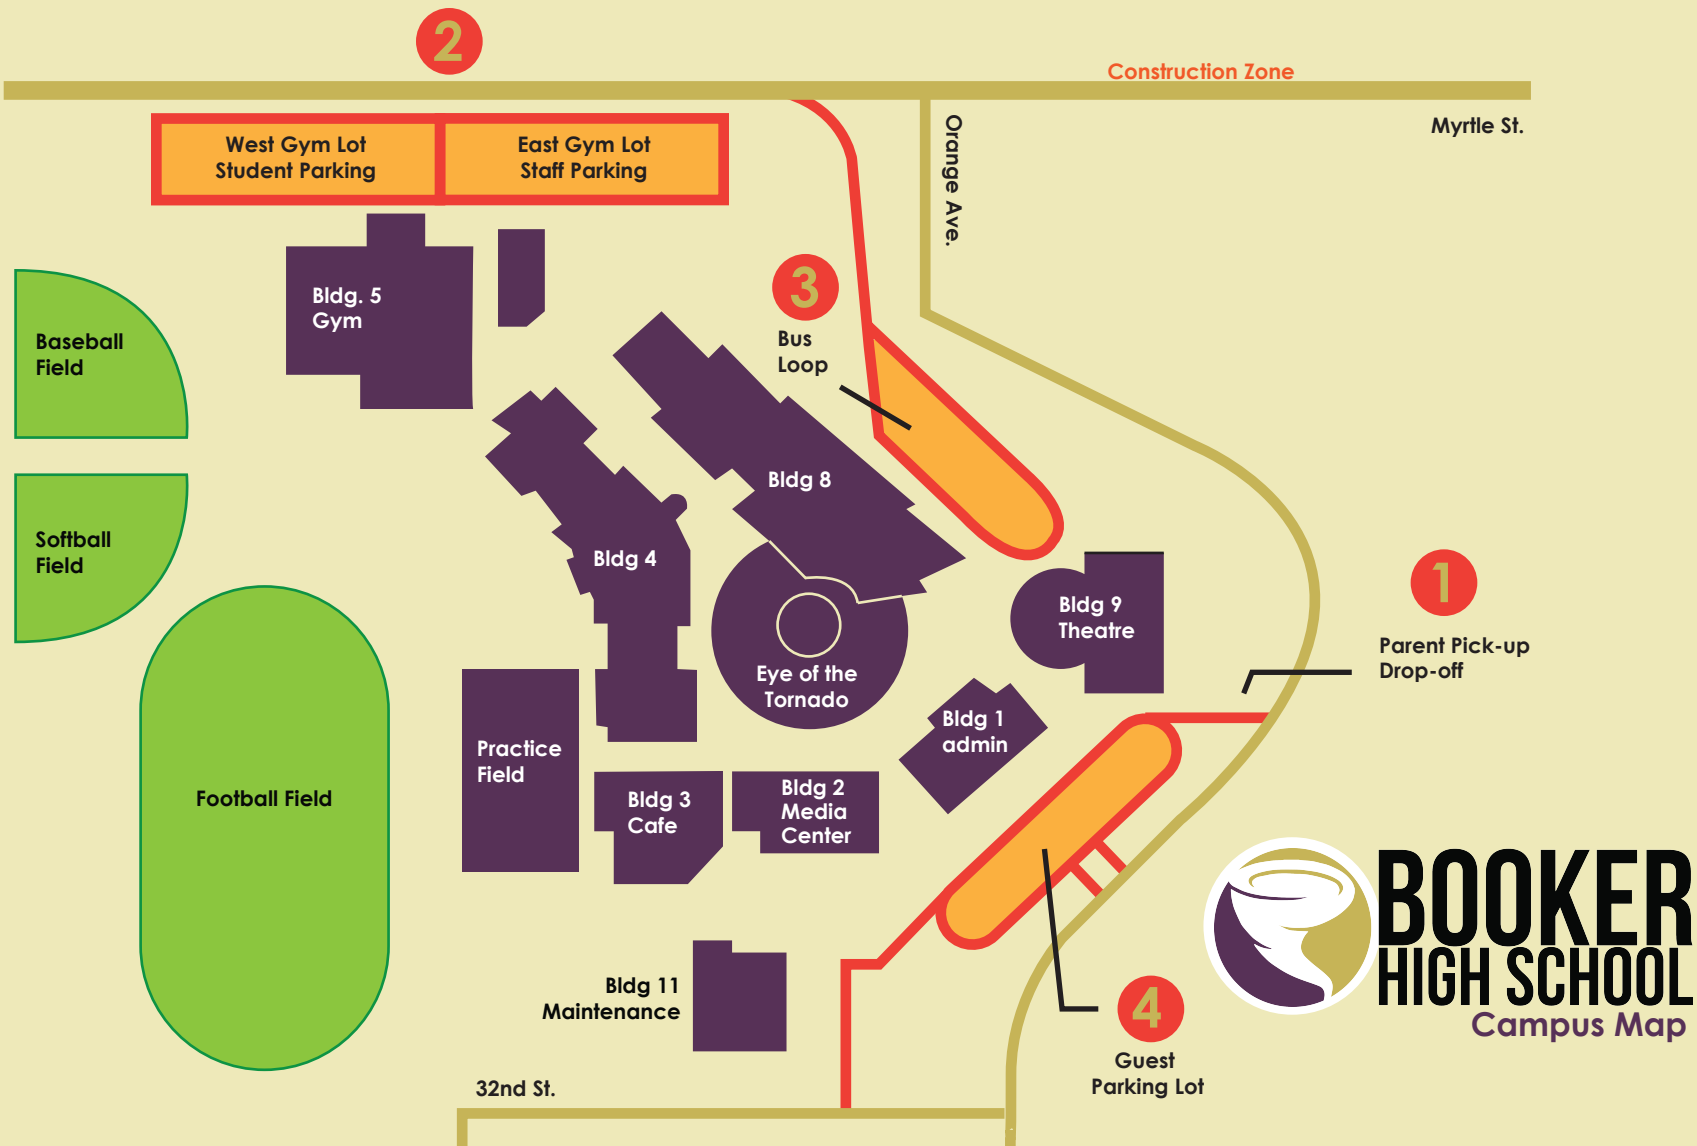 2
Construction Zone
Myrtle St.
Orange Ave.
West Gym Lot
Student Parking
East Gym Lot
Staff Parking
Bldg. 5
Gym
3
Bus
Loop
Baseball
Field
Softball
Field
Bldg 8
Bldg 4
Bldg 9
Theatre
1
Parent Pick-up
Drop-off
Eye of the
Tornado
Bldg 1
admin
Practice
Field
Football Field
Bldg 3
Cafe
Bldg 2
Media
Center
BOOKER
HIGH SCHOOL
Campus Map
Bldg 11
Maintenance
4
Guest
Parking Lot
32nd St.